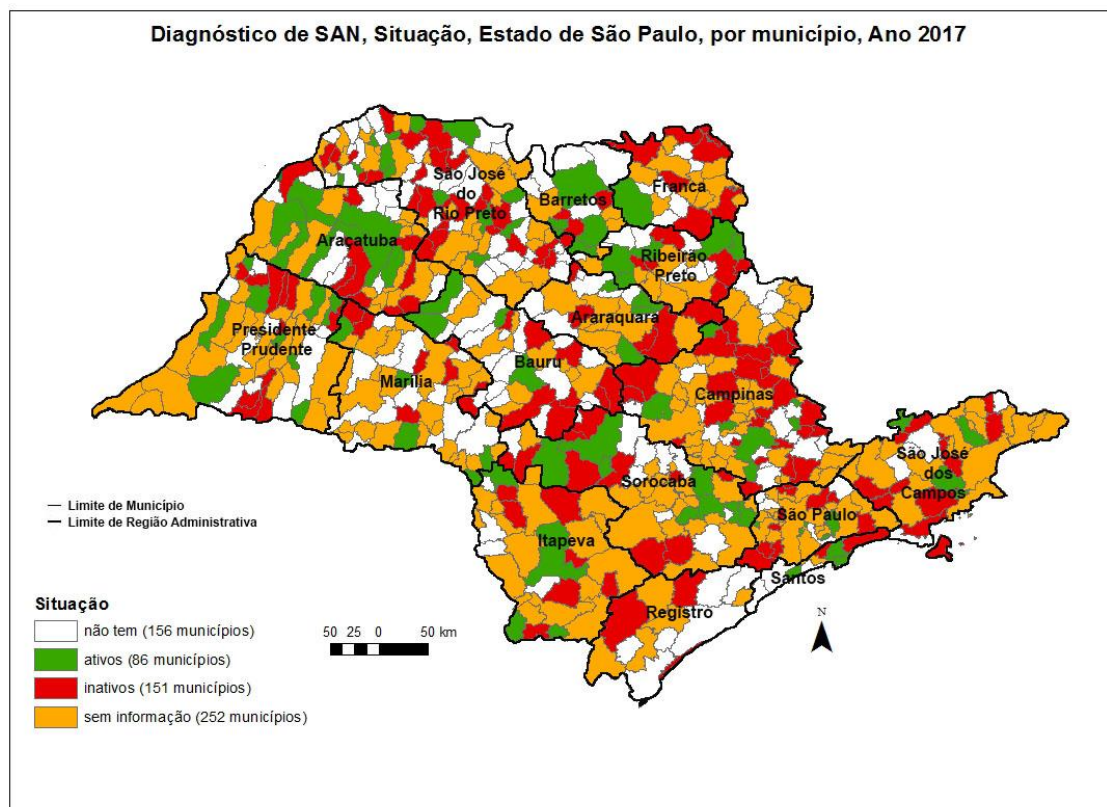 Diagnóstico de SAN, Situação, Estado de São Paulo, por município, Ano 2017
São José
do
Rio Preto
Barretos
Franca
Araçatuba
Ribeirao
Preto
Araraquara
Presidente
Prudente
Bauru
Marília
Campinas
São José
dos
Campos
Sorocaba
São Paulo
Itapeva
Santos
Registro
Limite de Município
Limite de Região Administrativa
Situação
não tem (156 municípios)
ativos (86 municípios)
inativos (151 municípios)
sem informação (252 municípios)
50 25 0 50 km
N